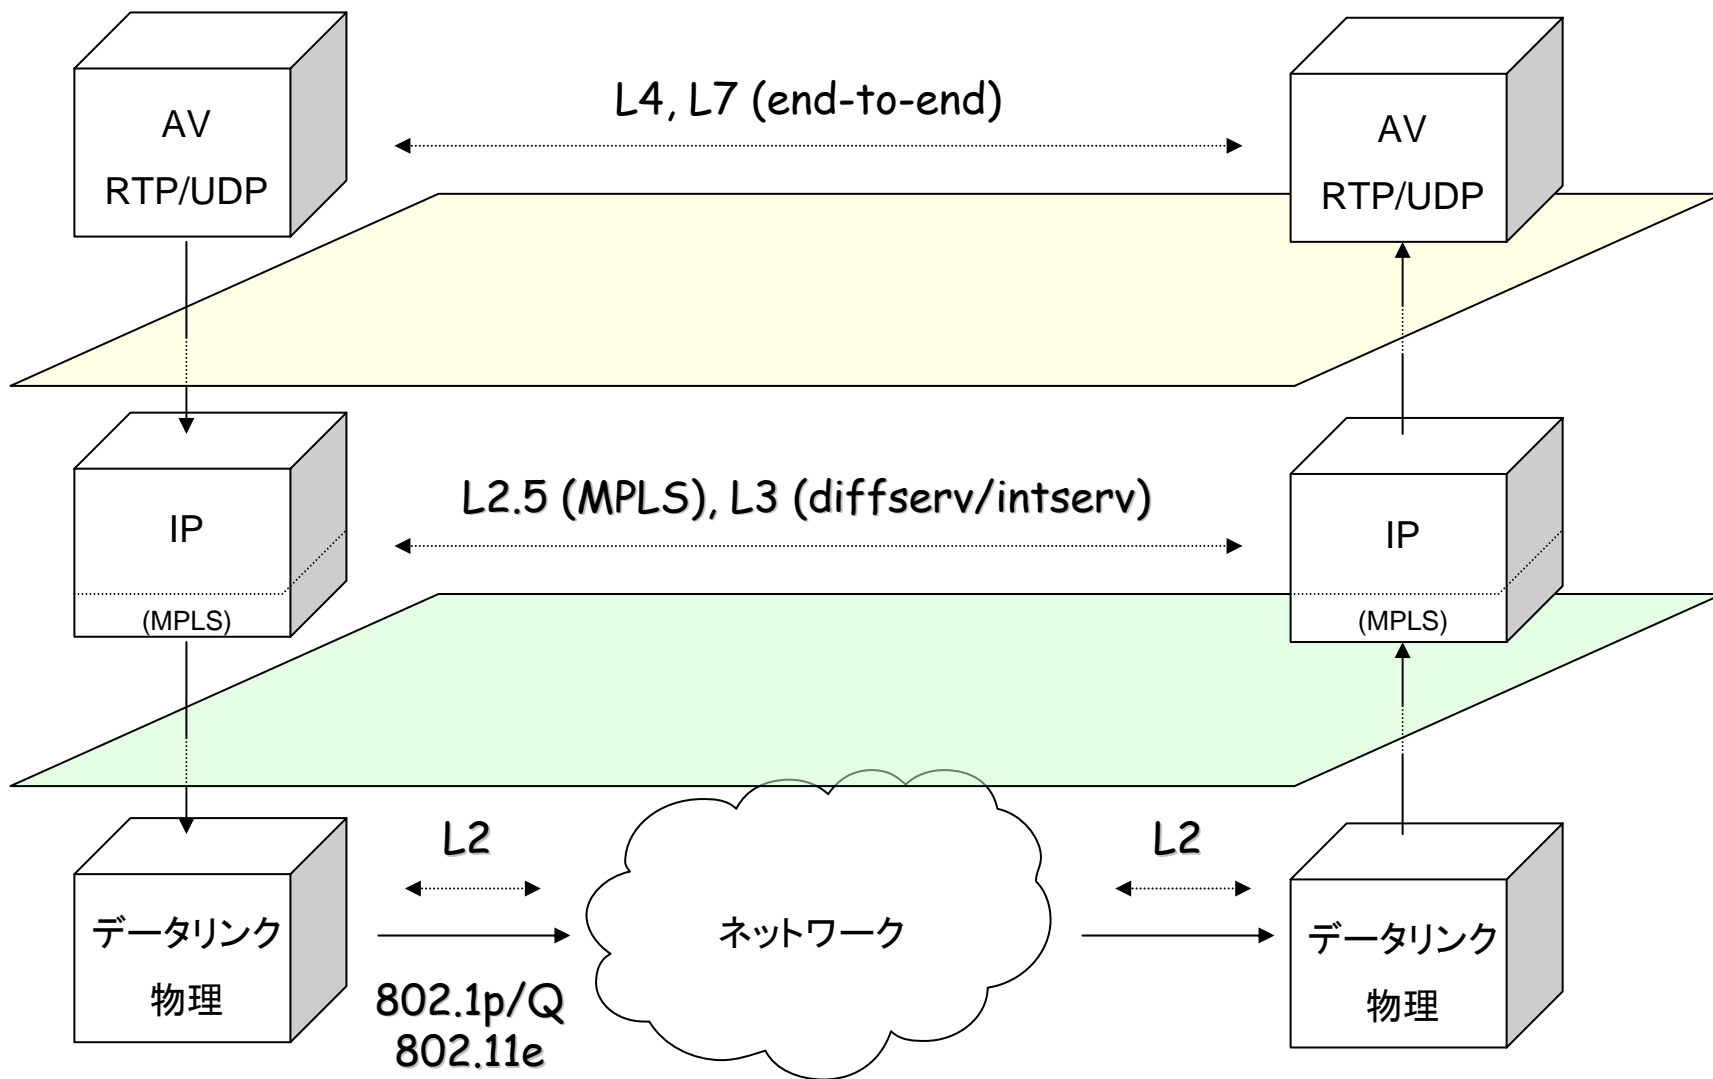 AV
RTP/UDP
L4, L7 (end-to-end)
AV
RTP/UDP
IP
(MPLS)
L2.5 (MPLS), L3 (diffserv/intserv)
IP
(MPLS)
データリンク
物理
L2
802.1p/Q
802.11e
ネットワーク
L2
データリンク
物理